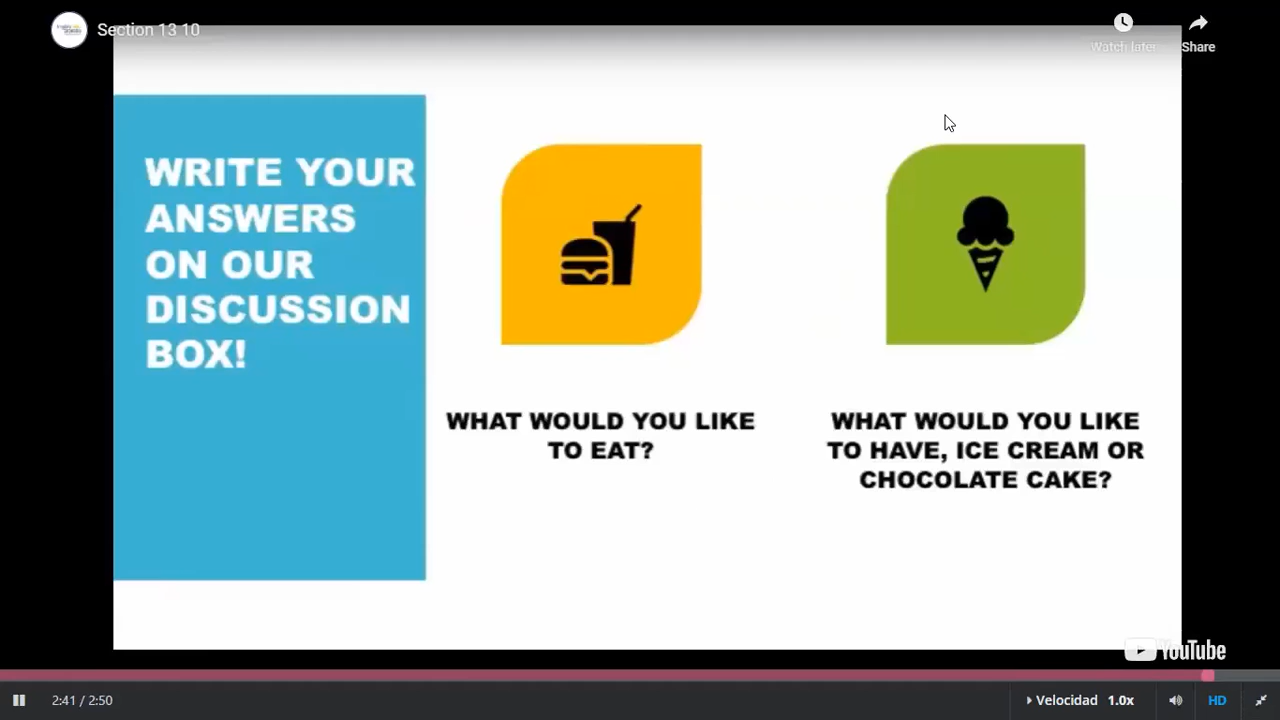 Section 13 10
Watch later
Share
WRITE YOUR
ANSWERS
ON OUR
DISCUSSION
BOX!
WHAT WOULD YOU LIKE
TO EAT?
WHAT WOULD YOU LIKE
TO HAVE, ICE CREAM OR
CHOCOLATE CAKE?
YouTube
2:41 / 2:50
Velocidad 1.0x
HD